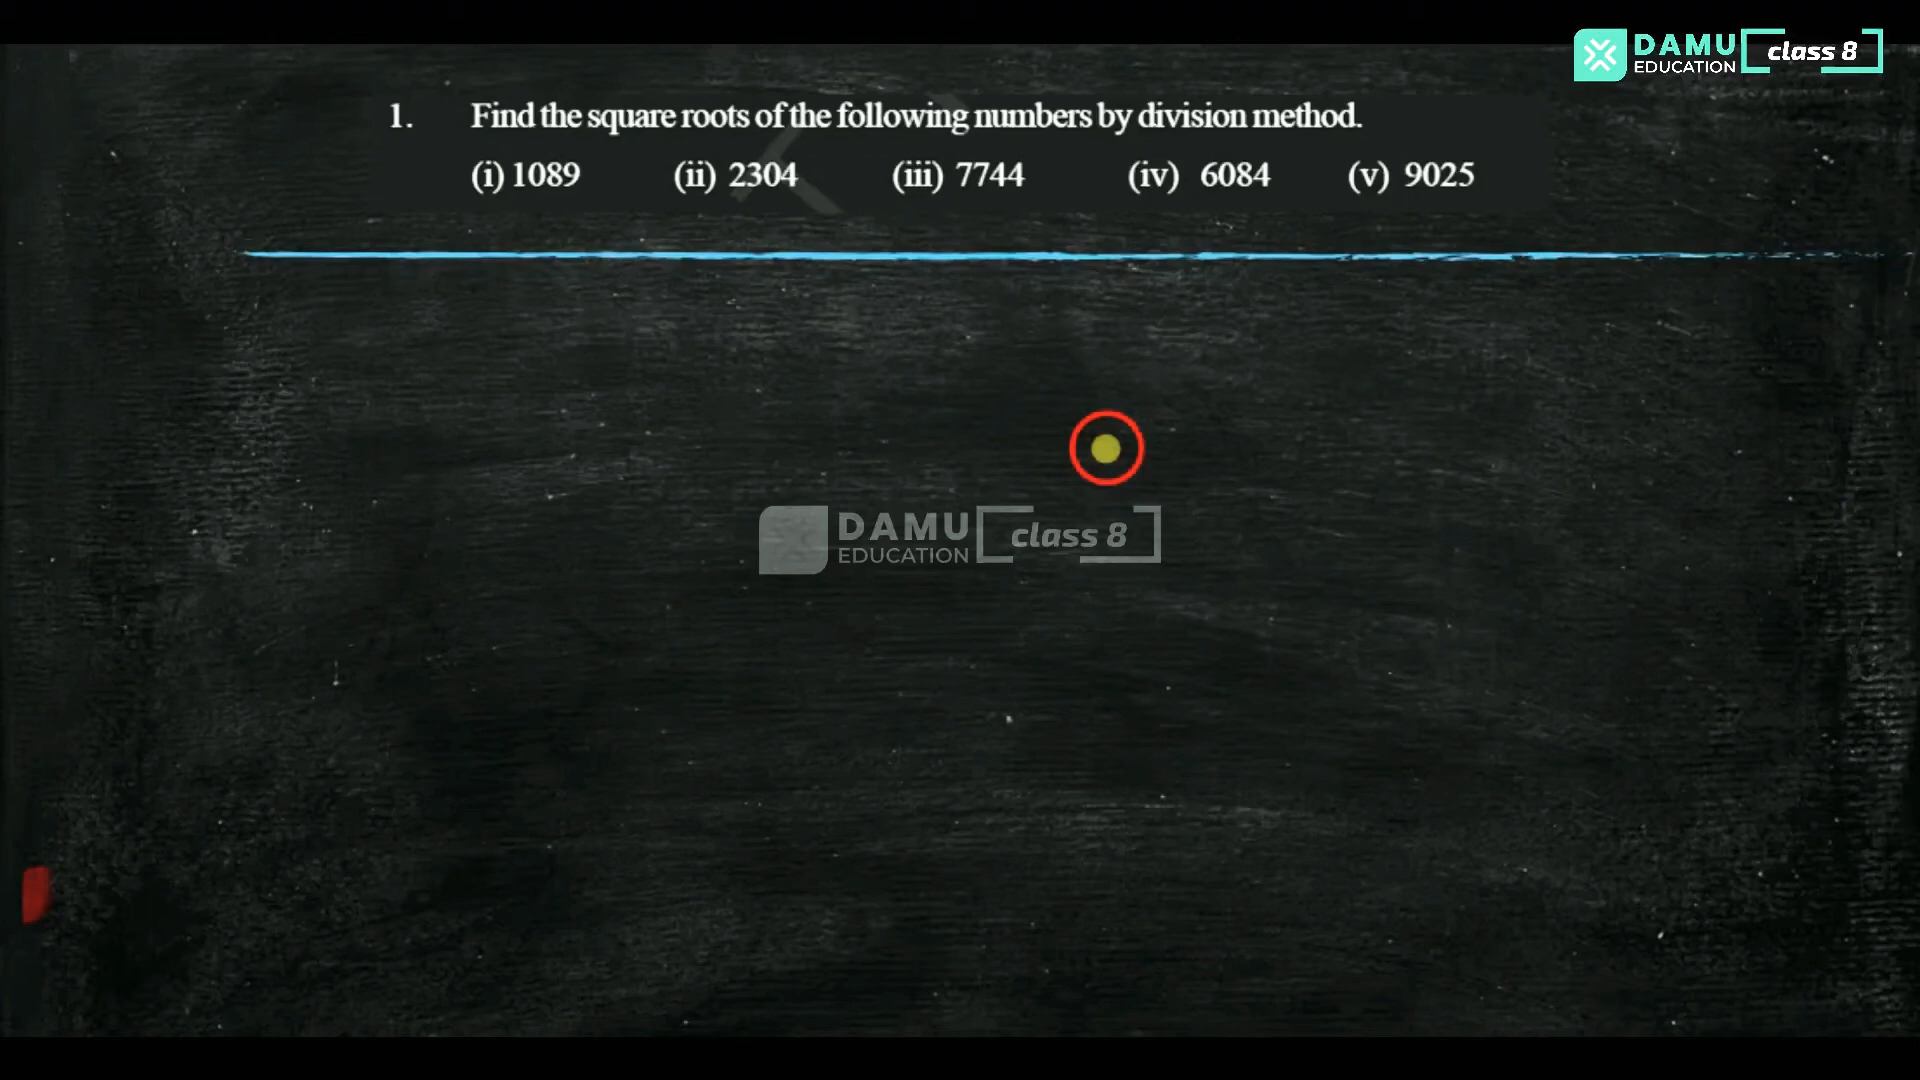 DAMU
EDUCATION
class 8
1. Find the square roots of the following numbers by division method.
(i) 1089 (ii) 2304 (iii) 7744 (iv) 6084 (v) 9025
DAMU
EDUCATION
class 8